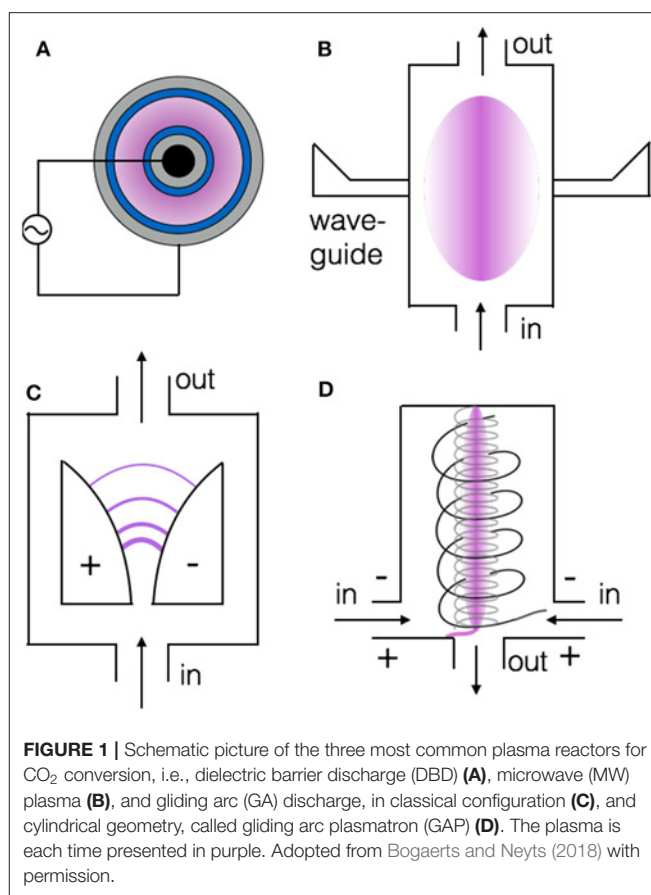 A
B
out
wave-
guide
in
C
out
+ -
in
D
- -
in in
+ out +
FIGURE 1 | Schematic picture of the three most common plasma reactors for
CO₂ conversion, i.e., dielectric barrier discharge (DBD) (A), microwave (MW)
plasma (B), and gliding arc (GA) discharge, in classical configuration (C), and
cylindrical geometry, called gliding arc plasmatron (GAP) (D). The plasma is
each time presented in purple. Adopted from Bogaerts and Neyts (2018) with
permission.